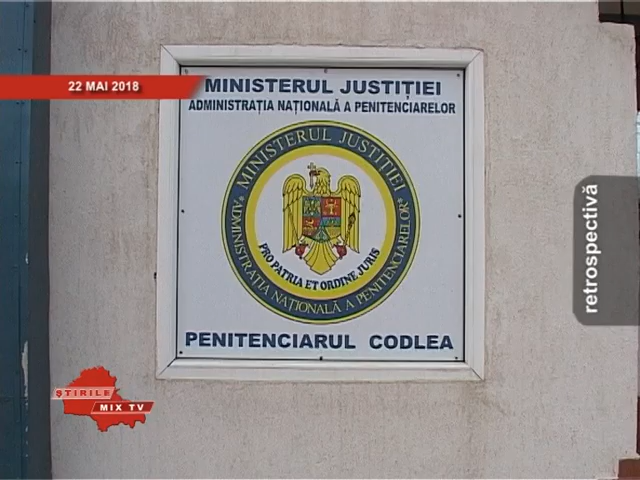 22 MAI 2018
MINISTERUL JUSTIȚIEI
ADMINISTRAȚIA NAȚIONALĂ A PENITENCIARELOR
* MINISTERUL JUSTIȚIEI *
ADMINISTRAȚIA NAȚIONALĂ A PENITENCIARELOR
PRO PATRIA ET ORDINE JURIS
PENITENCIARUL CODLEA
retrospectivă
ȘTIRILE
MIX TV